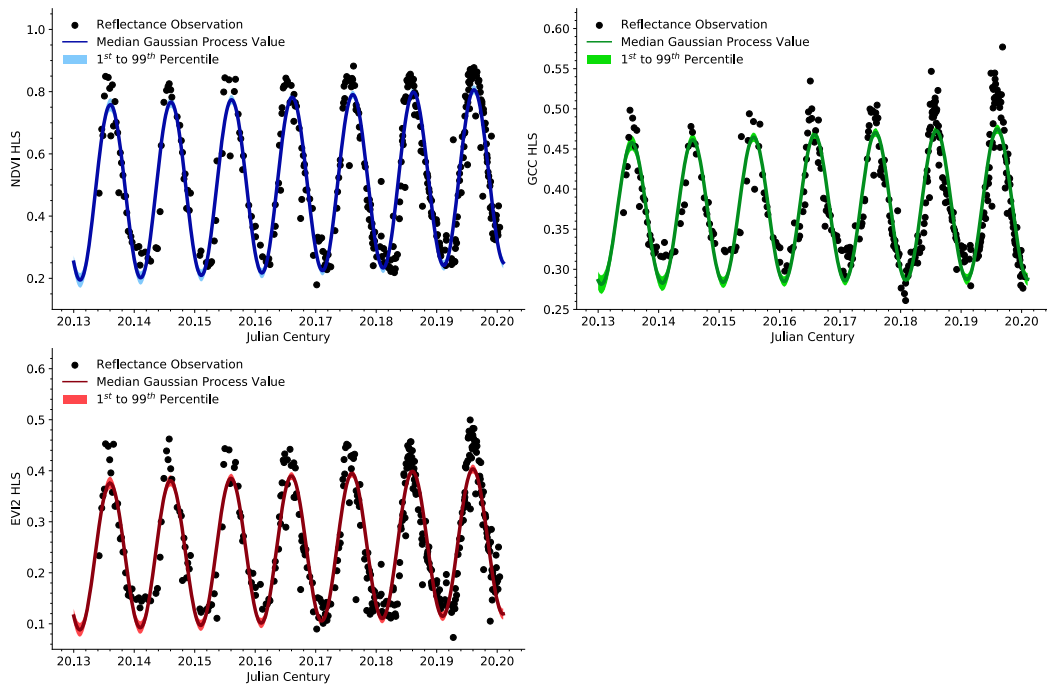 Reflectance Observation
Median Gaussian Process Value
1st to 99th Percentile
NDVI HLS
1.0
0.8
0.6
0.4
0.2
20.13 20.14 20.15 20.16 20.17 20.18 20.19 20.20
Julian Century
Reflectance Observation
Median Gaussian Process Value
1st to 99th Percentile
GCC HLS
0.60
0.55
0.50
0.45
0.40
0.35
0.30
0.25
20.13 20.14 20.15 20.16 20.17 20.18 20.19 20.20
Julian Century
Reflectance Observation
Median Gaussian Process Value
1st to 99th Percentile
EVI2 HLS
0.6
0.5
0.4
0.3
0.2
0.1
20.13 20.14 20.15 20.16 20.17 20.18 20.19 20.20
Julian Century